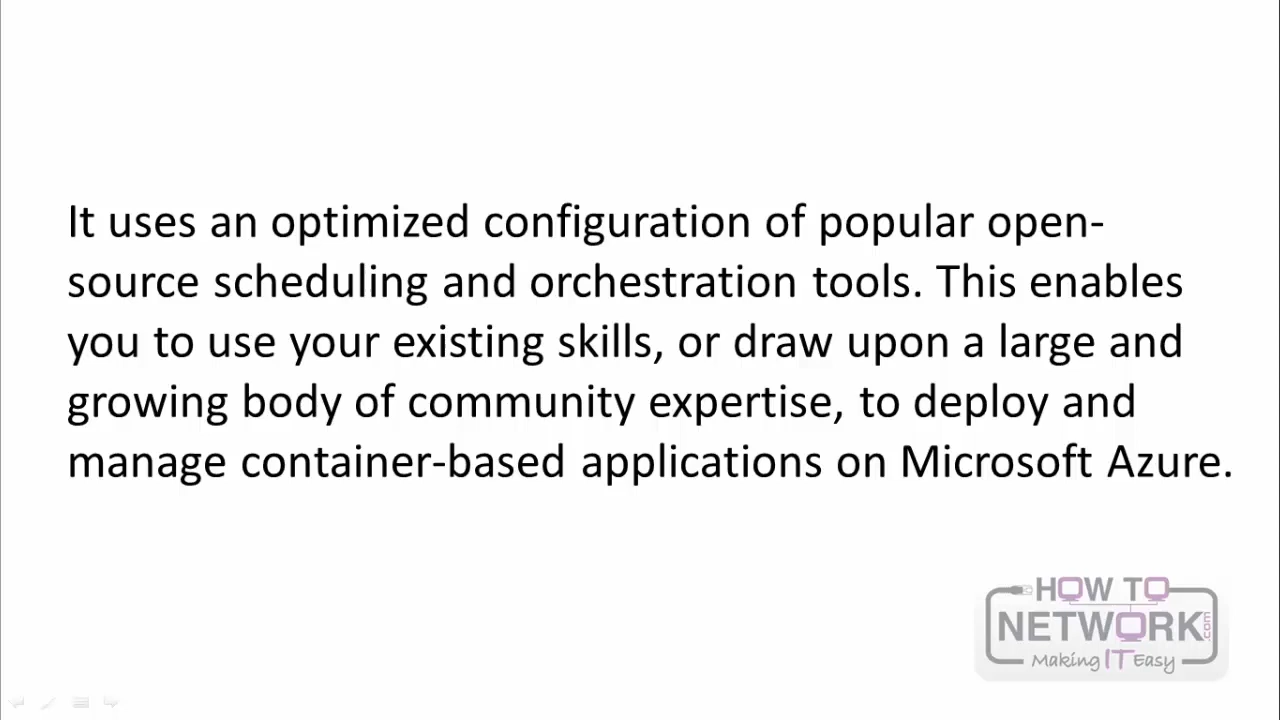 It uses an optimized configuration of popular open-
source scheduling and orchestration tools. This enables
you to use your existing skills, or draw upon a large and
growing body of community expertise, to deploy and
manage container-based applications on Microsoft Azure.
HOW TO
NETWORK.com
Making IT Easy